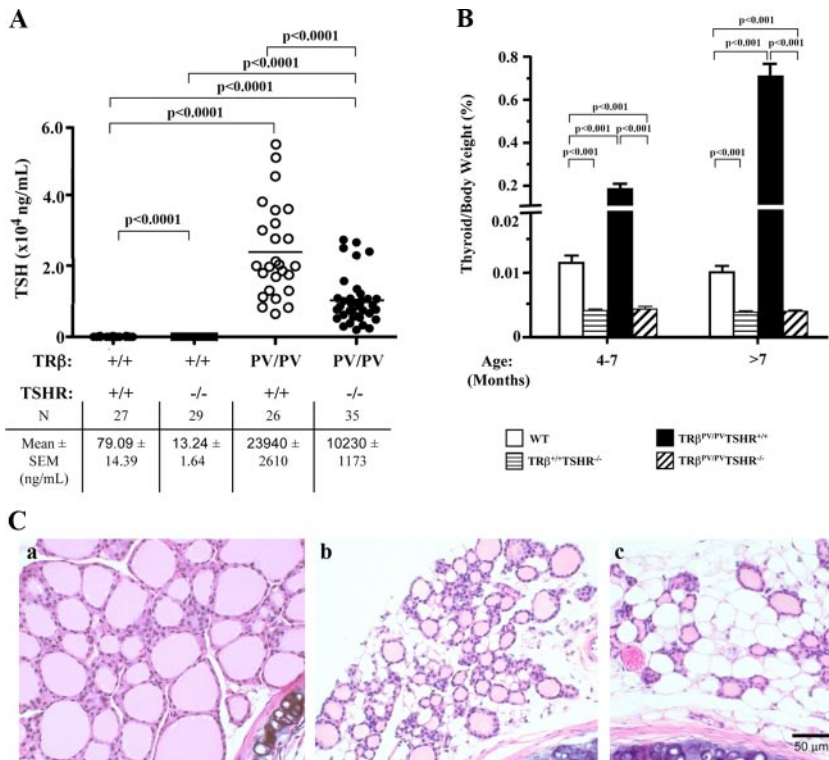 A
p<0.0001
p<0.0001
p<0.0001
p<0.0001
p<0.0001
TSH (x10⁴ ng/mL)
6.0
4.0
2.0
0
TRβ: +/+ +/+ PV/PV PV/PV
TSHR: +/+ -/- +/+ -/-
N 27 29 26 35
Mean ± 79.09 ± 13.24 ± 23940 ± 10230 ±
SEM 14.39 1.64 2610 1173
(ng/mL)
B
Thyroid/Body Weight (%)
0.8
0.6
0.4
0.2
0.02
0.01
0
p<0.001
p<0.001 p<0.001
p<0.001
p<0.001
p<0.001 p<0.001
p<0.001
Age: 4-7 >7
(Months)
WT TRβPV/PVTSHR+/+
TRβ+/+TSHR-/- TRβPV/PVTSHR-/-
C
a b c
50 μm